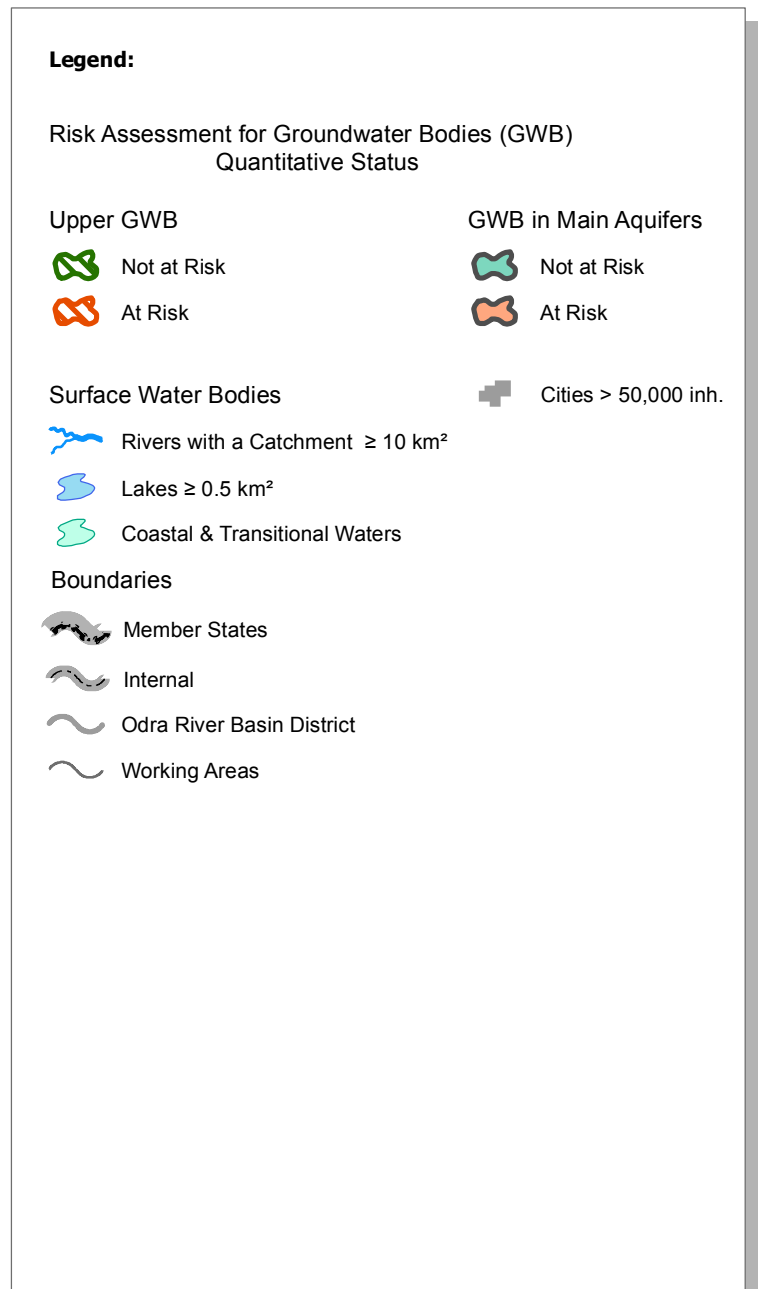 Legend:
Risk Assessment for Groundwater Bodies (GWB)
Quantitative Status
Upper GWB
Not at Risk
At Risk
GWB in Main Aquifers
Not at Risk
At Risk
Surface Water Bodies
Rivers with a Catchment ≥ 10 km²
Lakes ≥ 0.5 km²
Coastal & Transitional Waters
Cities > 50,000 inh.
Boundaries
Member States
Internal
Odra River Basin District
Working Areas